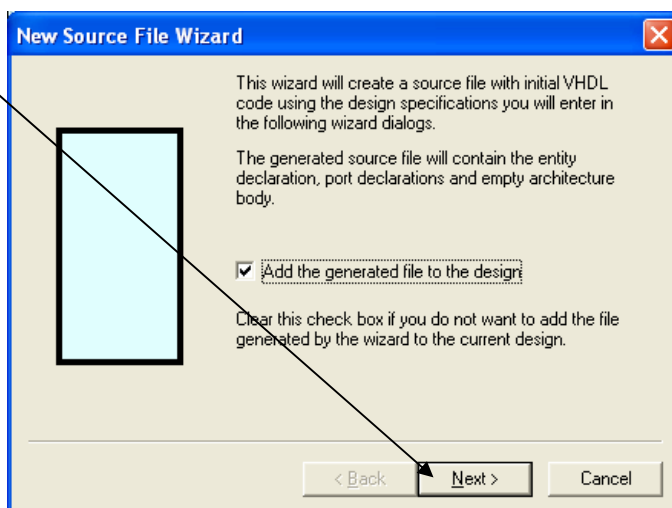 New Source File Wizard
This wizard will create a source file with initial VHDL
code using the design specifications you will enter in
the following wizard dialogs.
The generated source file will contain the entity
declaration, port declarations and empty architecture
body.
Add the generated file to the design
Clear this check box if you do not want to add the file
generated by the wizard to the current design.
< Back Next > Cancel